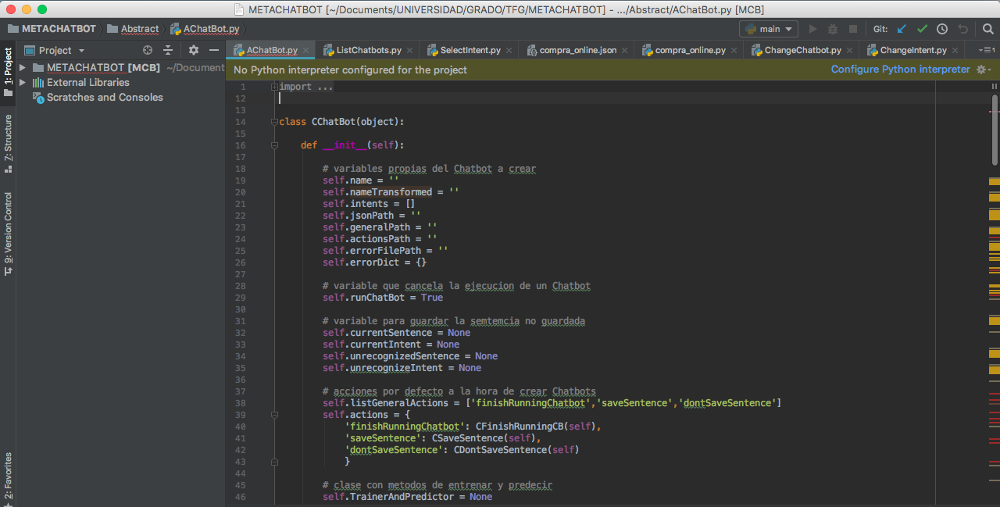 METACHATBOT [~/Documents/UNIVERSIDAD/GRADO/TFG/METACHATBOT] - .../Abstract/AChatBot.py [MCB]
METACHATBOT Abstract AChatBot.py main Git:
1: Project
Z: Structure
9: Version Control
2: Favorites
Project
METACHATBOT [MCB] ~/Document
External Libraries
Scratches and Consoles
AChatBot.py ListChatbots.py SelectIntent.py compra_online.json compra_online.py ChangeChatbot.py ChangeIntent.py 1
No Python interpreter configured for the project Configure Python interpreter
1 import ...
12
13
14 class CChatBot(object):
15
16 def __init__(self):
17
18 # variables propias del Chatbot a crear
19 self.name = ''
20 self.nameTransformed = ''
21 self.intents = []
22 self.jsonPath = ''
23 self.generalPath = ''
24 self.actionsPath = ''
25 self.errorFilePath = ''
26 self.errorDict = {}
27
28 # variable que cancela la ejecucion de un Chatbot
29 self.runChatBot = True
30
31 # variable para guardar la semtemcia no guardada
32 self.currentSentence = None
33 self.currentIntent = None
34 self.unrecognizedSentence = None
35 self.unrecognizeIntent = None
36
37 # acciones por defecto a la hora de crear Chatbots
38 self.listGeneralActions = ['finishRunningChatbot','saveSentence','dontSaveSentence']
39 self.actions = {
40 'finishRunningChatbot': CFinishRunningCB(self),
41 'saveSentence': CSaveSentence(self),
42 'dontSaveSentence': CDontSaveSentence(self)
43 }
44
45 # clase con metodos de entrenar y predecir
46 self.TrainerAndPredictor = None